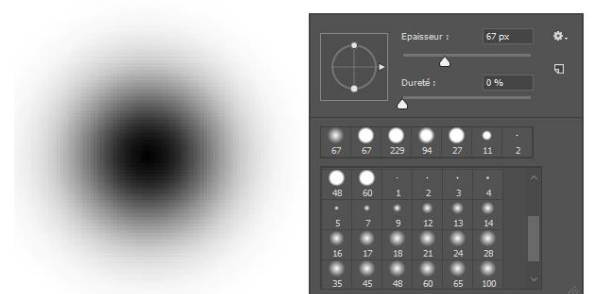 Epaisseur : 67 px
Dureté : 0 %
67 67 229 94 27 11 2
48 60 1 2 3 4
5 7 9 12 13 14
16 17 18 21 24 28
35 45 48 60 65 100